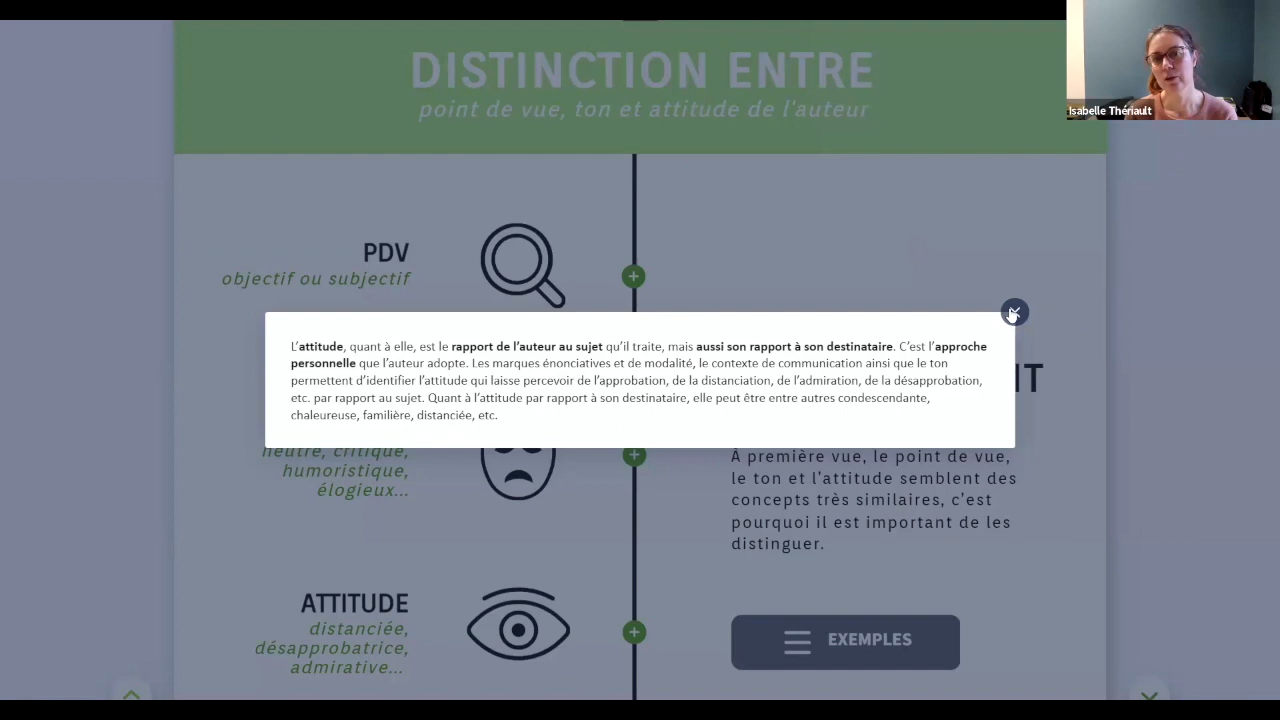 DISTINCTION ENTRE
point de vue, ton et attitude de l'auteur
Isabelle Thériault
PDV
objectif ou subjectif
L'attitude, quant à elle, est le rapport de l'auteur au sujet qu'il traite, mais aussi son rapport à son destinataire. C'est l'approche
personnelle que l'auteur adopte. Les marques énonciatives et de modalité, le contexte de communication ainsi que le ton
permettent d'identifier l'attitude qui laisse percevoir de l'approbation, de la distanciation, de l'admiration, de la désapprobation,
etc. par rapport au sujet. Quant à l'attitude par rapport à son destinataire, elle peut être entre autres condescendante,
chaleureuse, familière, distanciée, etc.
neutre, critique,
humoristique,
élogieux...
À première vue, le point de vue,
le ton et l'attitude semblent des
concepts très similaires, c'est
pourquoi il est important de les
distinguer.
ATTITUDE
distanciée,
désapprobatrice,
admirative...
EXEMPLES